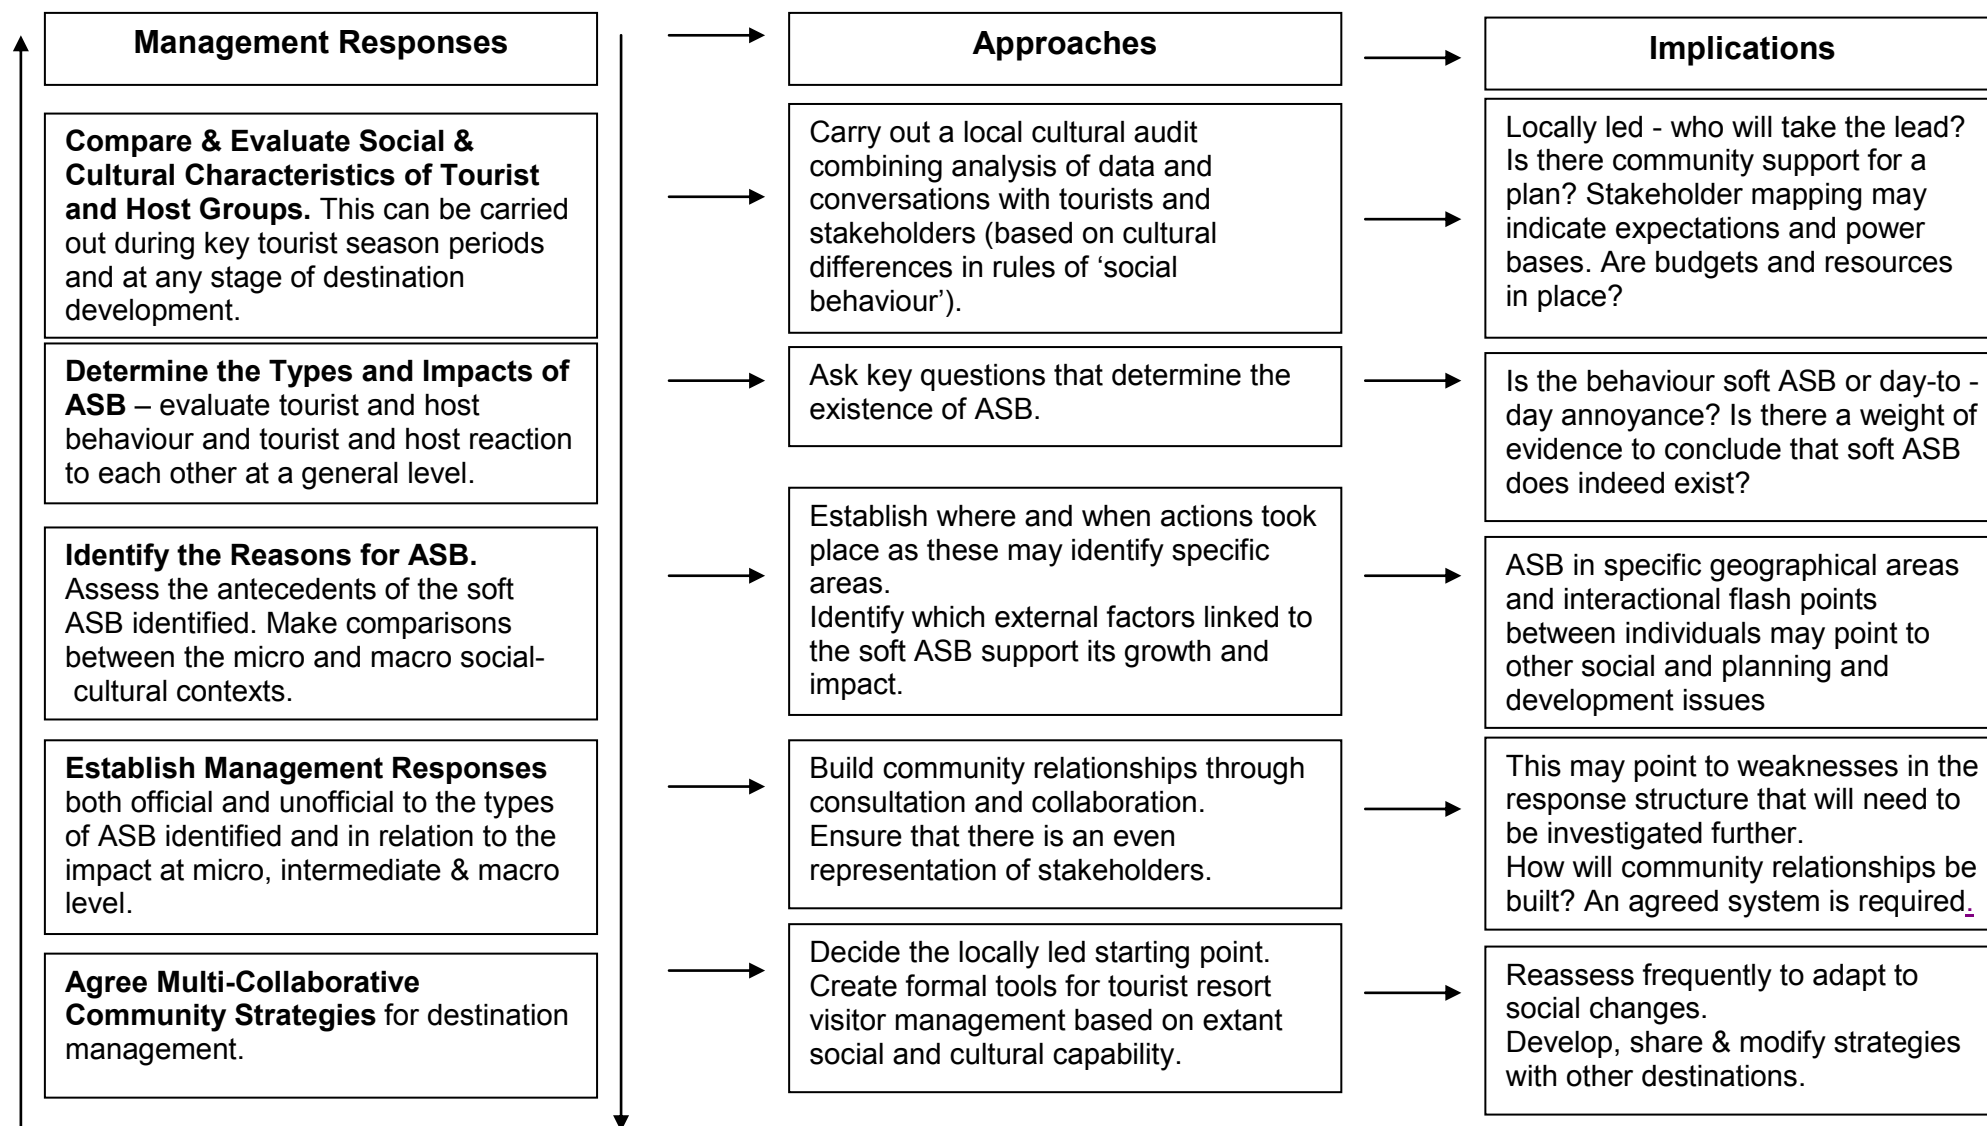 Management Responses
Approaches
Implications
Compare & Evaluate Social &
Cultural Characteristics of Tourist
and Host Groups. This can be carried
out during key tourist season periods
and at any stage of destination
development.
Carry out a local cultural audit
combining analysis of data and
conversations with tourists and
stakeholders (based on cultural
differences in rules of ‘social
behaviour’).
Locally led - who will take the lead?
Is there community support for a
plan? Stakeholder mapping may
indicate expectations and power
bases. Are budgets and resources
in place?
Determine the Types and Impacts of
ASB – evaluate tourist and host
behaviour and tourist and host reaction
to each other at a general level.
Ask key questions that determine the
existence of ASB.
Is the behaviour soft ASB or day-to -
day annoyance? Is there a weight of
evidence to conclude that soft ASB
does indeed exist?
Identify the Reasons for ASB.
Assess the antecedents of the soft
ASB identified. Make comparisons
between the micro and macro social-
cultural contexts.
Establish where and when actions took
place as these may identify specific
areas.
Identify which external factors linked to
the soft ASB support its growth and
impact.
ASB in specific geographical areas
and interactional flash points
between individuals may point to
other social and planning and
development issues
Establish Management Responses
both official and unofficial to the types
of ASB identified and in relation to the
impact at micro, intermediate & macro
level.
Build community relationships through
consultation and collaboration.
Ensure that there is an even
representation of stakeholders.
This may point to weaknesses in the
response structure that will need to
be investigated further.
How will community relationships be
built? An agreed system is required.
Agree Multi-Collaborative
Community Strategies for destination
management.
Decide the locally led starting point.
Create formal tools for tourist resort
visitor management based on extant
social and cultural capability.
Reassess frequently to adapt to
social changes.
Develop, share & modify strategies
with other destinations.